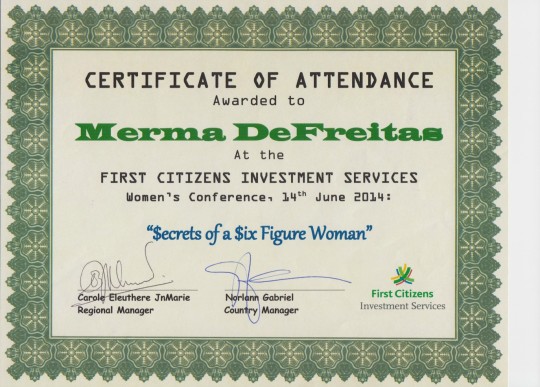 CERTIFICATE OF ATTENDANCE
Awarded to
Merma DeFreitas
At the
FIRST CITIZENS INVESTMENT SERVICES
Women's Conference, 14th June 2014:
"$ecrets of a $ix Figure Woman"
Carole Eleuthere JnMarie
Regional Manager
Norlann Gabriel
Country Manager
First Citizens
Investment Services